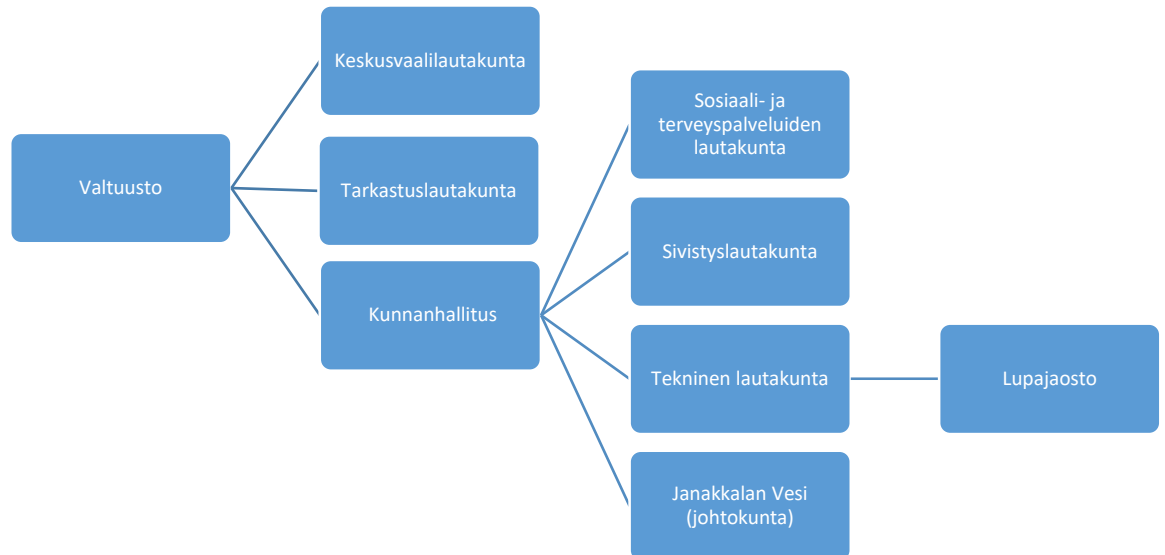 Valtuusto
Keskusvaalilautakunta
Tarkastuslautakunta
Kunnanhallitus
Sosiaali- ja
terveyspalveluiden
lautakunta
Sivistyslautakunta
Tekninen lautakunta
Janakkalan Vesi
(johtokunta)
Lupajaosto